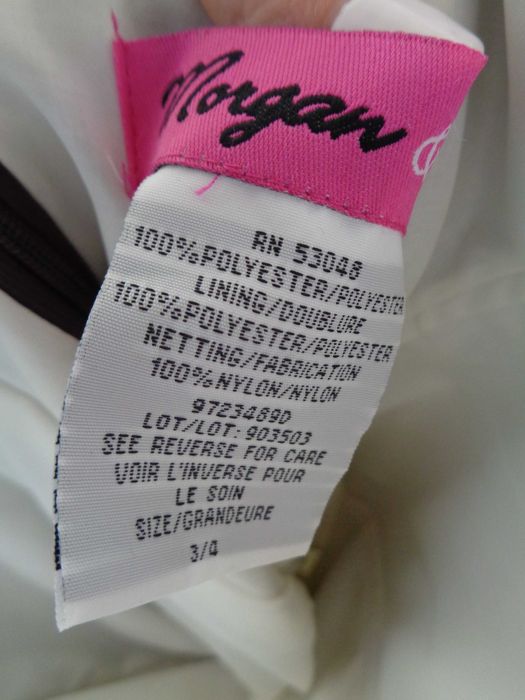 Morgan &
RN 53048
100%POLYESTER/POLYESTER
LINING/DOUBLURE
100%POLYESTER/POLYESTER
NETTING/FABRICATION
100%NYLON/NYLON
9723469D
LOT/LOT: 903503
SEE REVERSE FOR CARE
VOIR L'INVERSE POUR
LE SOIN
SIZE/GRANDEURE
3/4